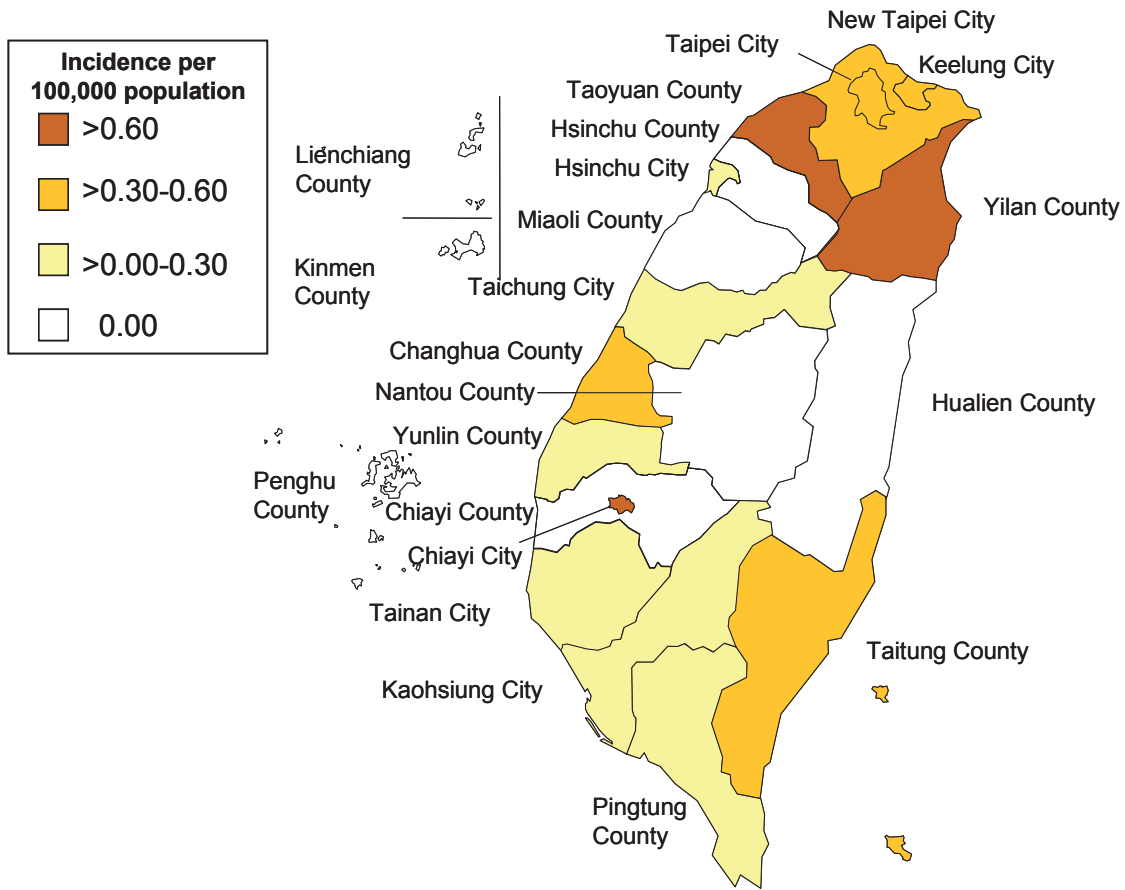 Incidence per
100,000 population
>0.60
>0.30-0.60
>0.00-0.30
0.00
New Taipei City
Taipei City
Keelung City
Taoyuan County
Hsinchu County
Hsinchu City
Lienchiang
County
Miaoli County
Yilan County
Kinmen
County
Taichung City
Changhua County
Nantou County
Hualien County
Yunlin County
Penghu
County
Chiayi County
Chiayi City
Tainan City
Taitung County
Kaohsiung City
Pingtung
County